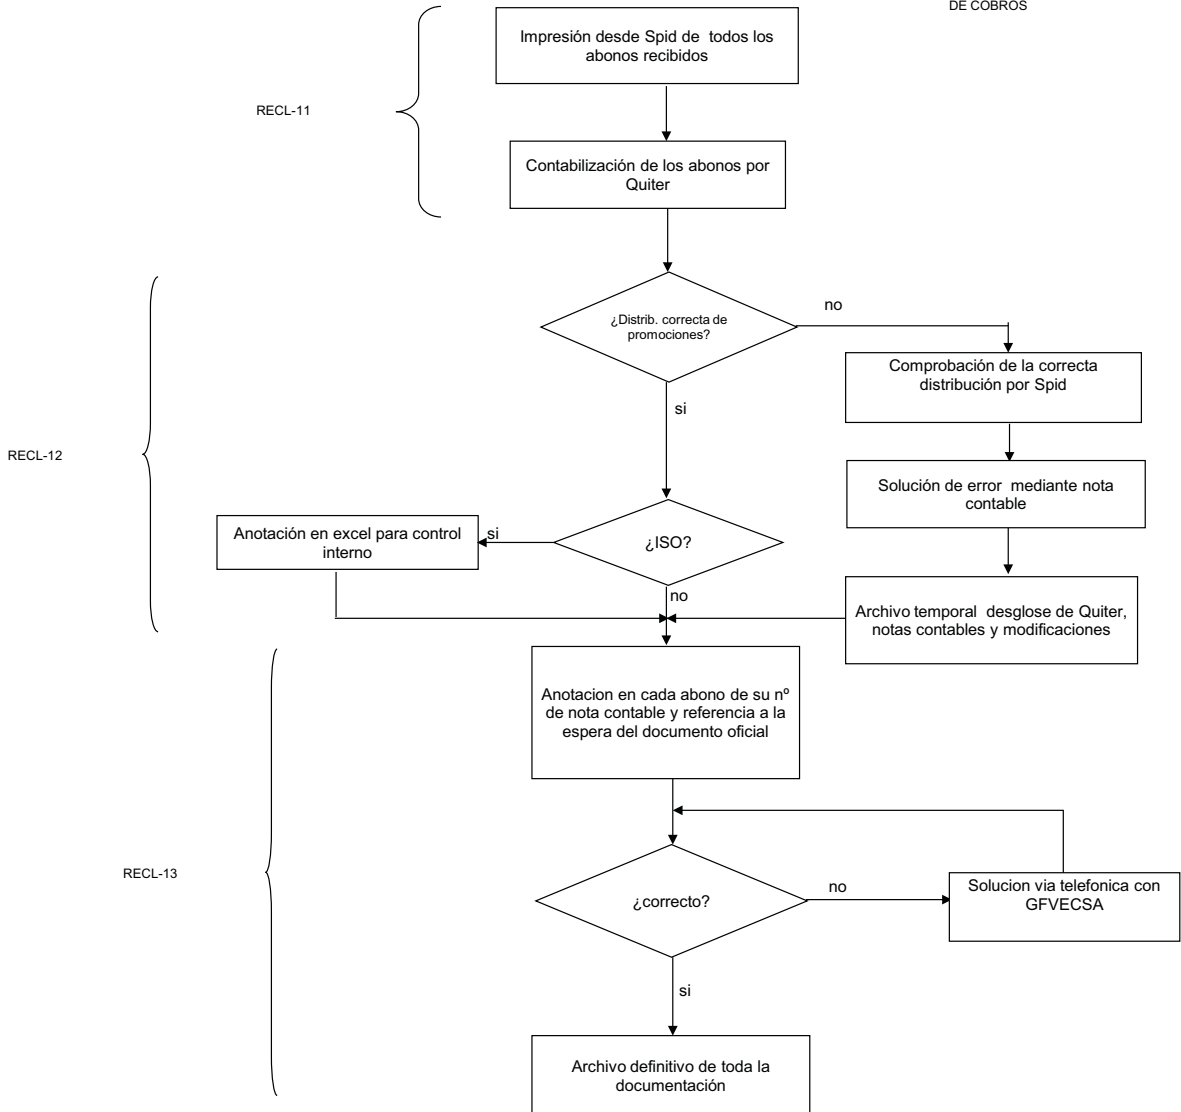 DE COBROS
Impresión desde Spid de todos los
abonos recibidos
RECL-11
Contabilización de los abonos por
Quiter
¿Distrib. correcta de
promociones?
no
Comprobación de la correcta
distribución por Spid
si
RECL-12
Solución de error mediante nota
contable
Anotación en excel para control
interno
si
¿ISO?
no
Archivo temporal desglose de Quiter,
notas contables y modificaciones
Anotacion en cada abono de su nº
de nota contable y referencia a la
espera del documento oficial
RECL-13
¿correcto?
no
Solucion via telefonica con
GFVECSA
si
Archivo definitivo de toda la
documentación